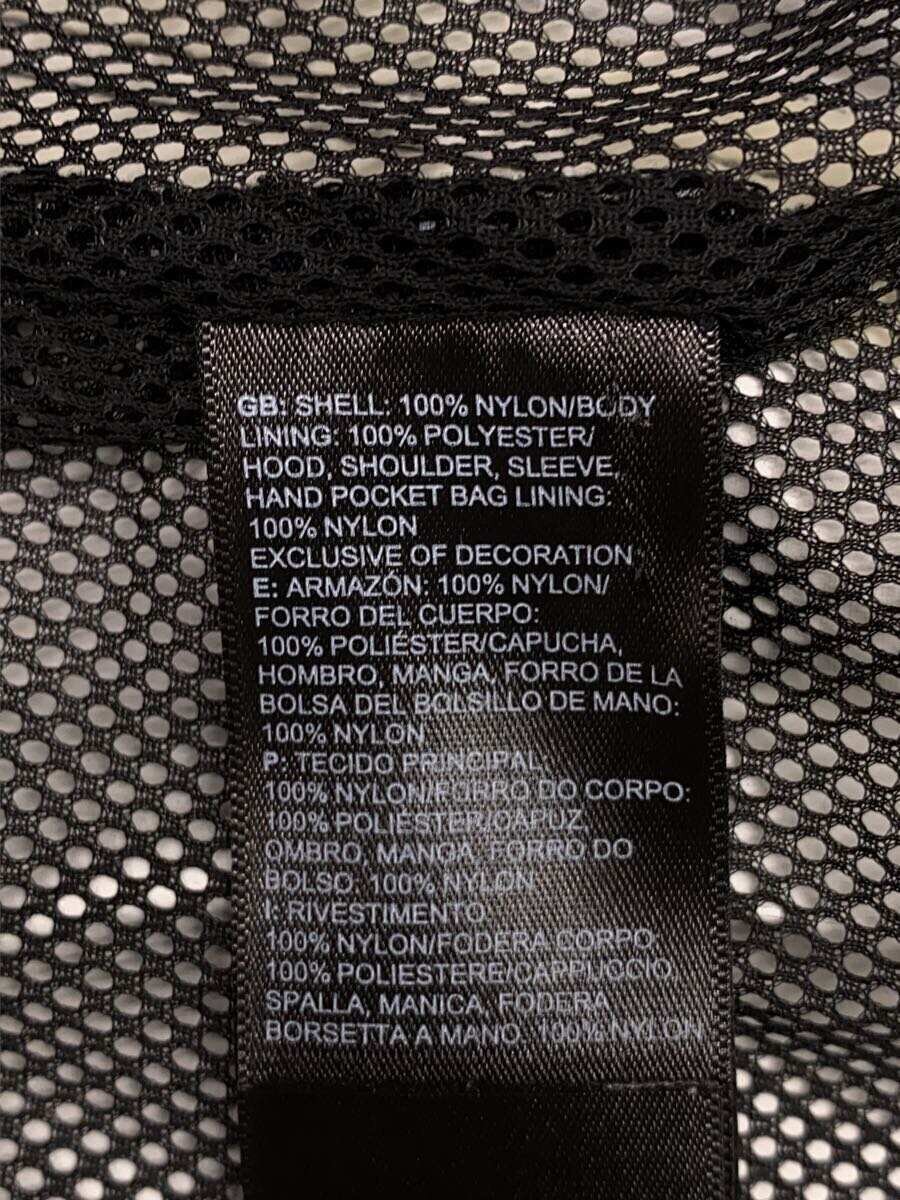 GB: SHELL: 100% NYLON/BODY
LINING: 100% POLYESTER/
HOOD, SHOULDER, SLEEVE,
HAND POCKET BAG LINING:
100% NYLON
EXCLUSIVE OF DECORATION
E: ARMAZÓN: 100% NYLON/
FORRO DEL CUERPO:
100% POLIÉSTER/CAPUCHA,
HOMBRO, MANGA, FORRO DE LA
BOLSA DEL BOLSILLO DE MANO:
100% NYLON
P: TECIDO PRINCIPAL:
100% NYLON/FORRO DO CORPO:
100% POLIÉSTER/CAPUZ,
OMBRO, MANGA, FORRO DO
BOLSO: 100% NYLON
I: RIVESTIMENTO:
100% NYLON/FODERA CORPO:
100% POLIESTERE/CAPPUCCIO,
SPALLA, MANICA, FODERA
BORSETTA A MANO: 100% NYLON